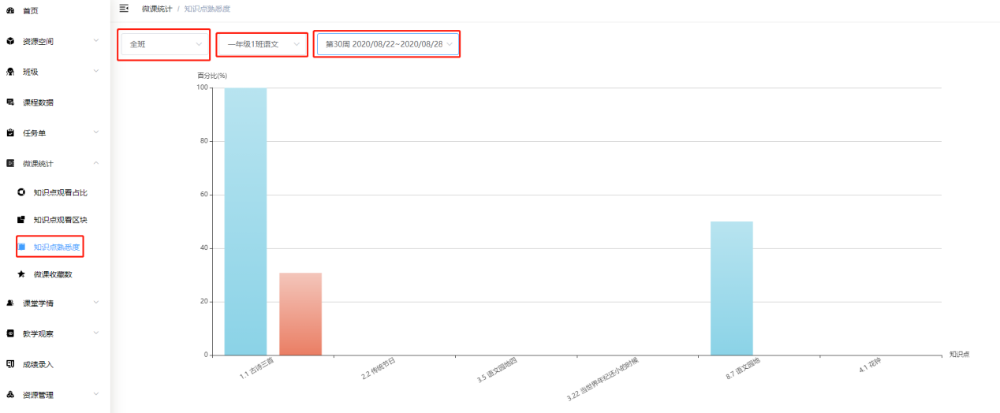 首页
资源空间
班级
课程数据
任务单
微课统计
知识点观看占比
知识点观看区块
知识点熟悉度
微课收藏数
课堂学情
教学观察
成绩录入
资源管理
微课统计 / 知识点熟悉度
全班
一年级1班语文
第30周 2020/08/22~2020/08/28
百分比(%)
100
80
60
40
20
0
1.1 古诗三首
2.2 传统节日
3.5 语文园地四
3.22 当世界年纪还小的时候
8.7 语文园地
4.1 花钟
知识点